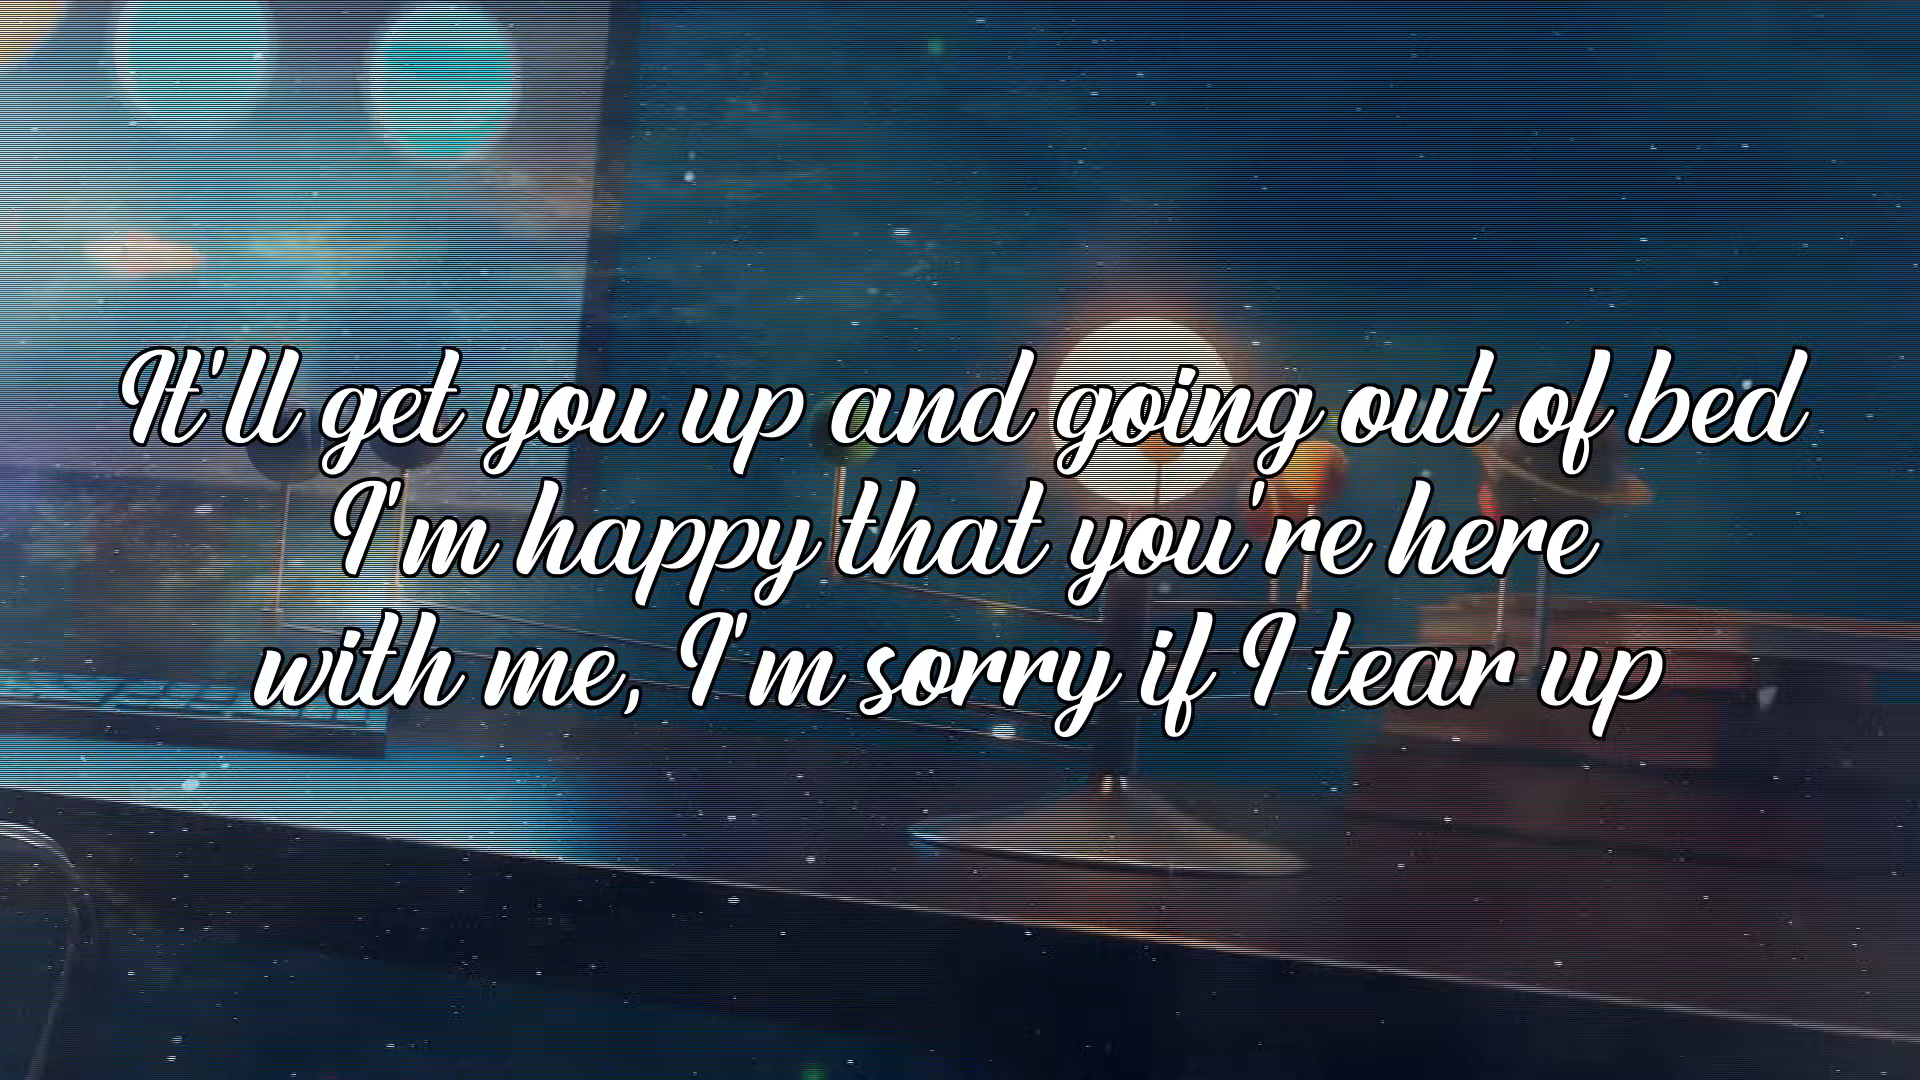 It'll get you up and going out of bed
I'm happy that you're here
with me, I'm sorry if I tear up